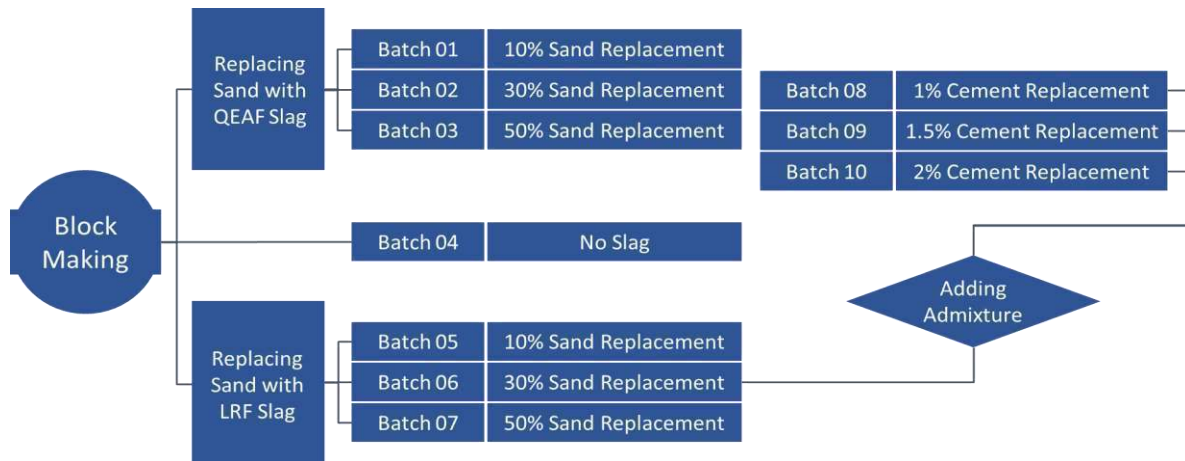 Block
Making
Replacing
Sand with
QEAF Slag
Batch 01 10% Sand Replacement
Batch 02 30% Sand Replacement
Batch 03 50% Sand Replacement
Batch 04 No Slag
Replacing
Sand with
LRF Slag
Batch 05 10% Sand Replacement
Batch 06 30% Sand Replacement
Batch 07 50% Sand Replacement
Adding
Admixture
Batch 08 1% Cement Replacement
Batch 09 1.5% Cement Replacement
Batch 10 2% Cement Replacement